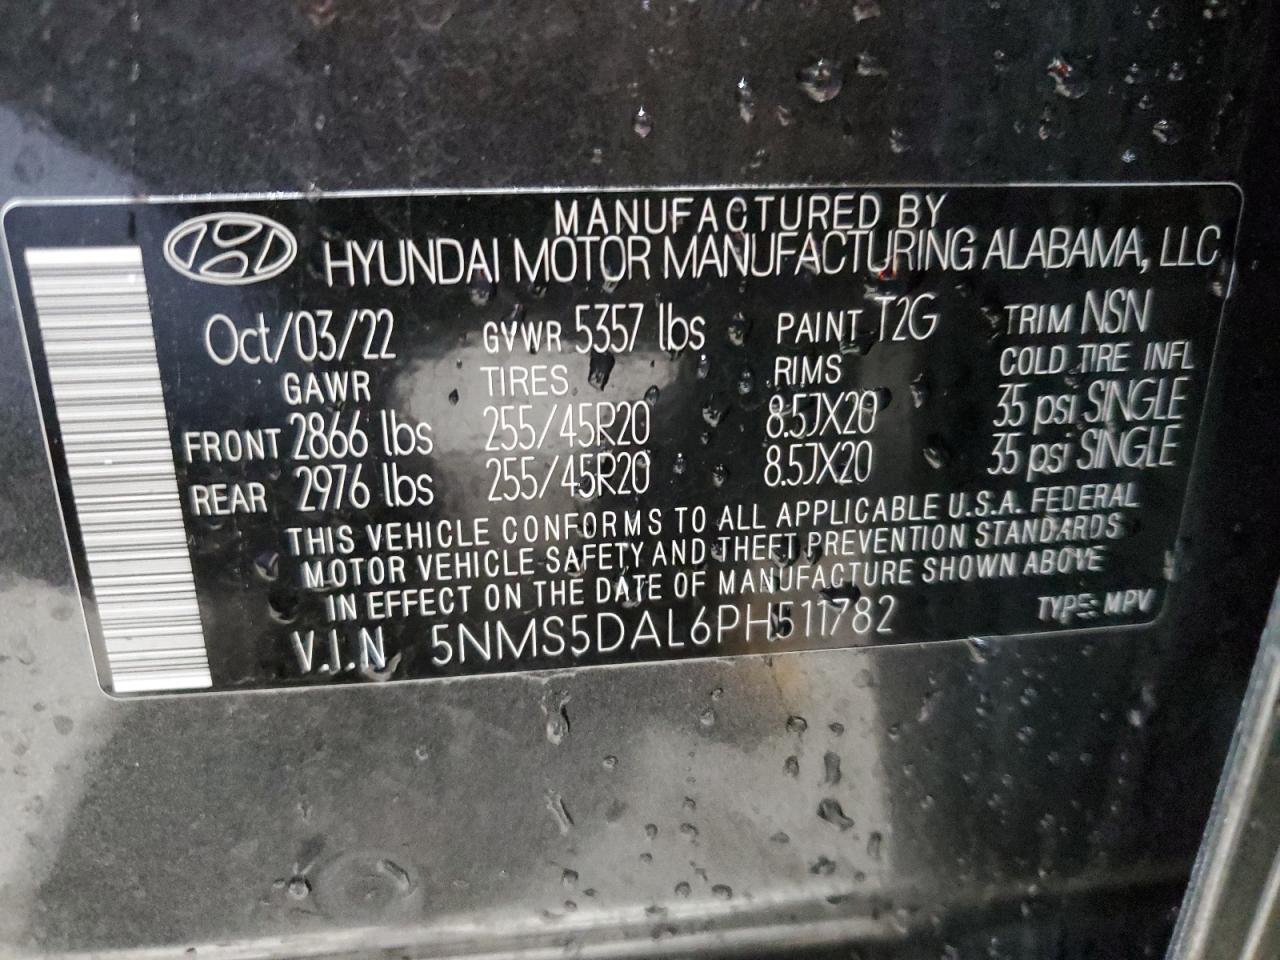 MANUFACTURED BY
HYUNDAI MOTOR MANUFACTURING ALABAMA, LLC
Oct/03/22 GVWR 5357 lbs PAINT T2G TRIM NSN
GAWR TIRES RIMS COLD TIRE INFL
FRONT 2866 lbs 255/45R20 8.5JX20 35 psi SINGLE
REAR 2976 lbs 255/45R20 8.5JX20 35 psi SINGLE
THIS VEHICLE CONFORMS TO ALL APPLICABLE U.S.A. FEDERAL
MOTOR VEHICLE SAFETY AND THEFT PREVENTION STANDARDS
IN EFFECT ON THE DATE OF MANUFACTURE SHOWN ABOVE
V.I.N 5NMS5DAL6PH511782 TYPE: MPV